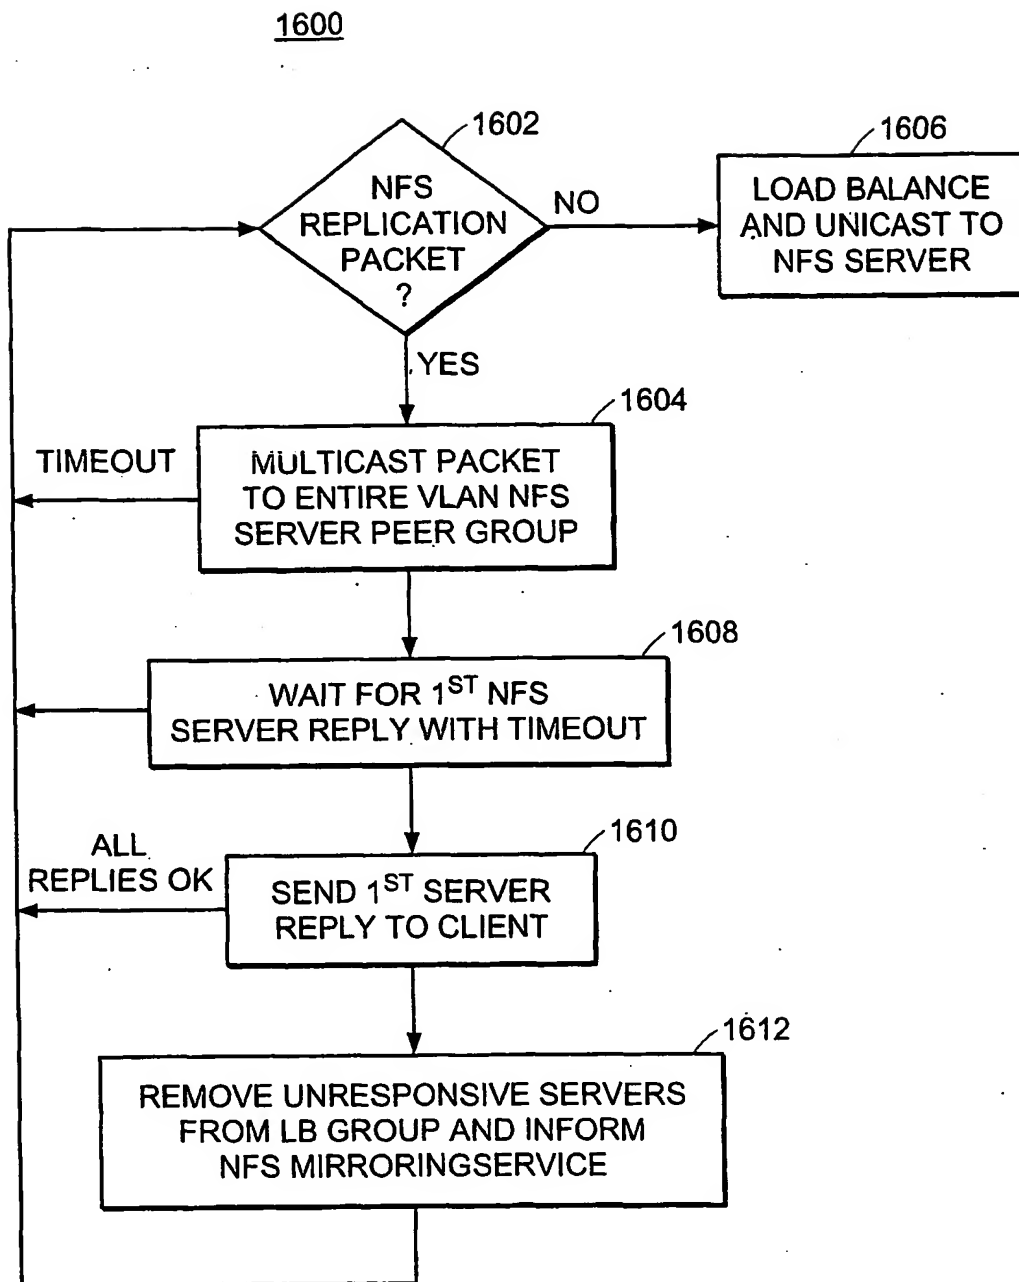 1600
1602
NFS
REPLICATION
PACKET
?
NO
1606
LOAD BALANCE
AND UNICAST TO
NFS SERVER
YES
1604
TIMEOUT
MULTICAST PACKET
TO ENTIRE VLAN NFS
SERVER PEER GROUP
1608
WAIT FOR 1ST NFS
SERVER REPLY WITH TIMEOUT
1610
ALL
REPLIES OK
SEND 1ST SERVER
REPLY TO CLIENT
1612
REMOVE UNRESPONSIVE SERVERS
FROM LB GROUP AND INFORM
NFS MIRRORINGSERVICE